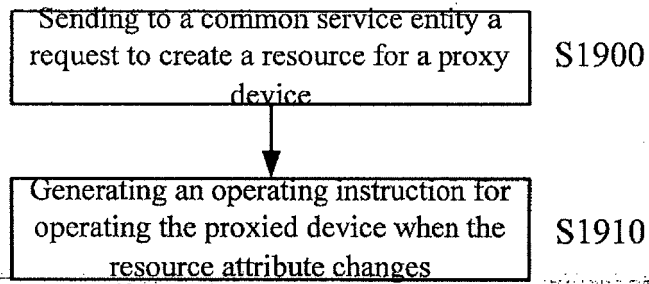 Sending to a common service entity a
request to create a resource for a proxy
device
S1900
Generating an operating instruction for
operating the proxied device when the
resource attribute changes
S1910